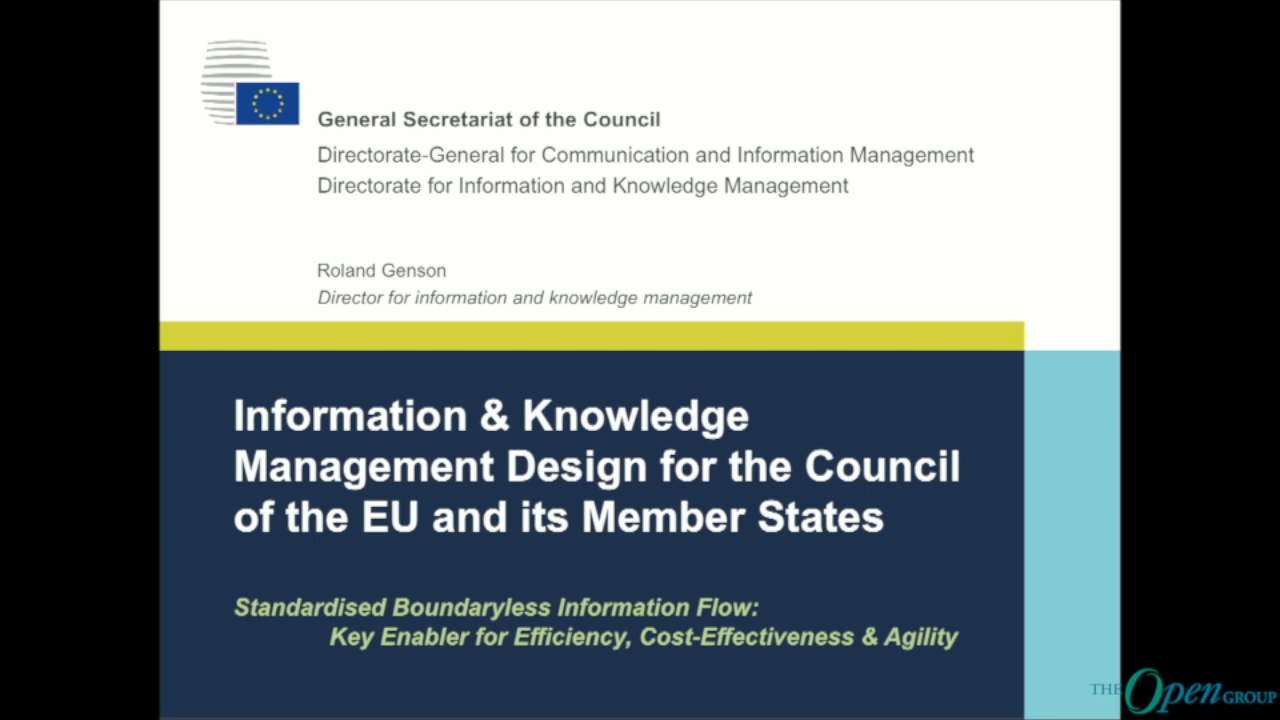 General Secretariat of the Council
Directorate-General for Communication and Information Management
Directorate for Information and Knowledge Management
Roland Genson
Director for information and knowledge management
Information & Knowledge
Management Design for the Council
of the EU and its Member States
Standardised Boundaryless Information Flow:
Key Enabler for Efficiency, Cost-Effectiveness & Agility
THE Open GROUP